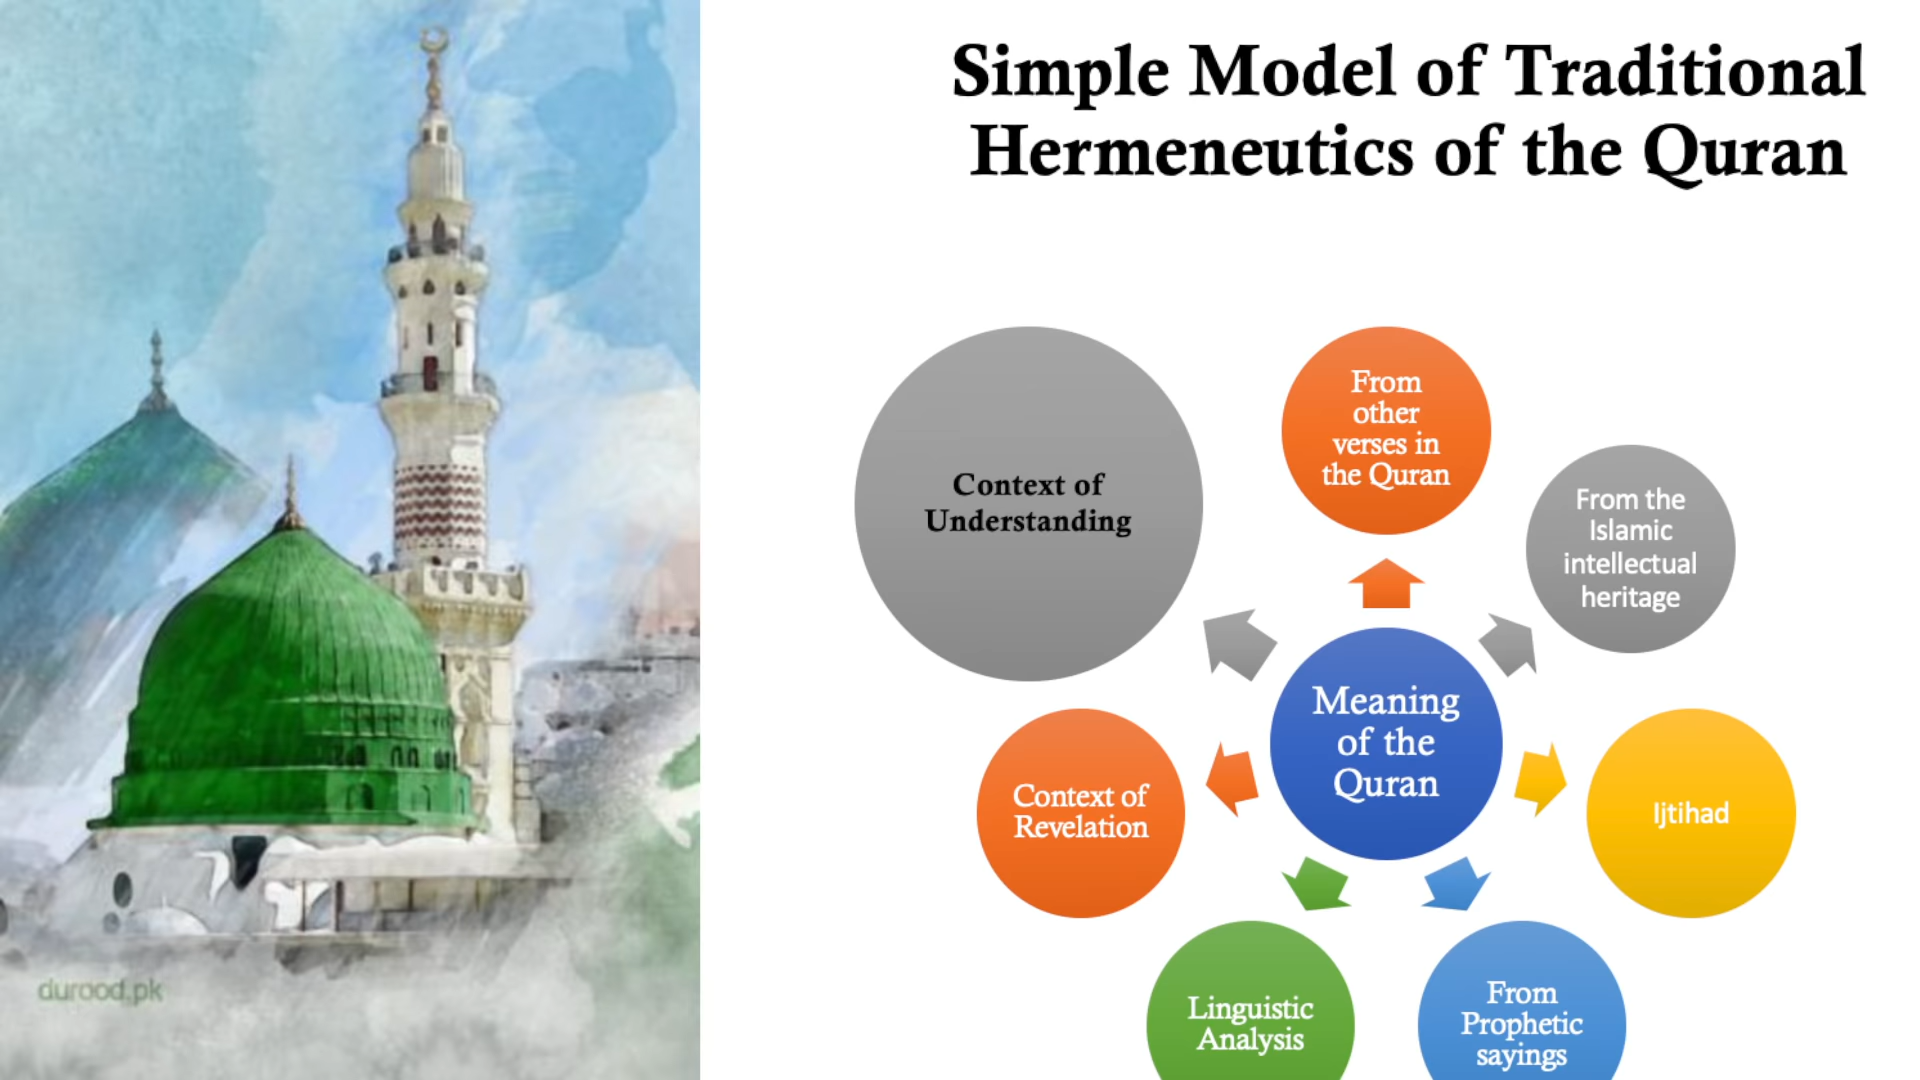 Simple Model of Traditional
Hermeneutics of the Quran
Context of
Understanding
From
other
verses in
the Quran
From the
Islamic
intellectual
heritage
Meaning
of the
Quran
Context of
Revelation
Ijtihad
Linguistic
Analysis
From
Prophetic
sayings
durood.pk